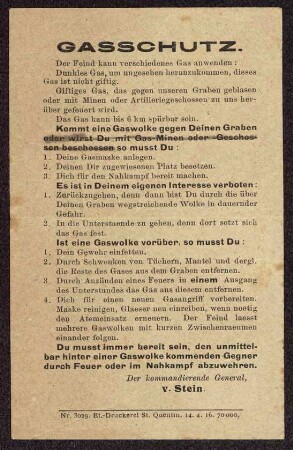 GASSCHUTZ.
Der Feind kann verschiedenes Gas anwenden :
Dunkles Gas, um ungesehen heranzukommen, dieses
Gas ist nicht giftig.
Giftiges Gas, das gegen unseren Graben geblasen
oder mit Minen oder Artilleriegeschossen zu uns her-
über gefeuert wird.
Das Gas kann bis 6 km spürbar sein.
Kommt eine Gaswolke gegen Deinen Graben
oder wirst Du mit Gas-Minen oder -Geschos-
sen beschossen so musst Du :
1. Deine Gasmaske anlegen.
2. Deinen Dir zugewiesenen Platz besetzen.
3. Dich für den Nahkampf bereit machen.
Es ist in Deinem eigenen Interesse verboten :
1. Zurückzugehen, denn dann bist Du durch die über
Deinen Graben wegstreichende Wolke in dauernder
Gefahr.
2. In die Unterstaende zu gehen, denn dort setzt sich
das Gas fest.
Ist eine Gaswolke vorüber, so musst Du :
1. Dein Gewehr einfetten.
2. Durch Schwenken von Tüchern, Mantel und dergl.
die Reste des Gases aus dem Graben entfernen.
3. Durch Anzünden eines Feuers in einem Ausgang
des Unterstandes das Gas aus diesem entfernen.
4. Dich für einen neuen Gasangriff vorbereiten.
Maske reinigen, Glaeser neu einreiben, wenn noetig
den Atemeinsatz erneuern. Der Feind laesst
mehrere Gaswolken mit kurzen Zwischenraeumen
einander folgen.
Du musst immer bereit sein, den unmittel-
bar hinter einer Gaswolke kommenden Gegner
durch Feuer oder im Nahkampf abzuwehren.
Der kommandierende General,
v. Stein.
Nr. 3029. Et.-Druckerei St. Quentin. 14. 4. 16. 70 000.